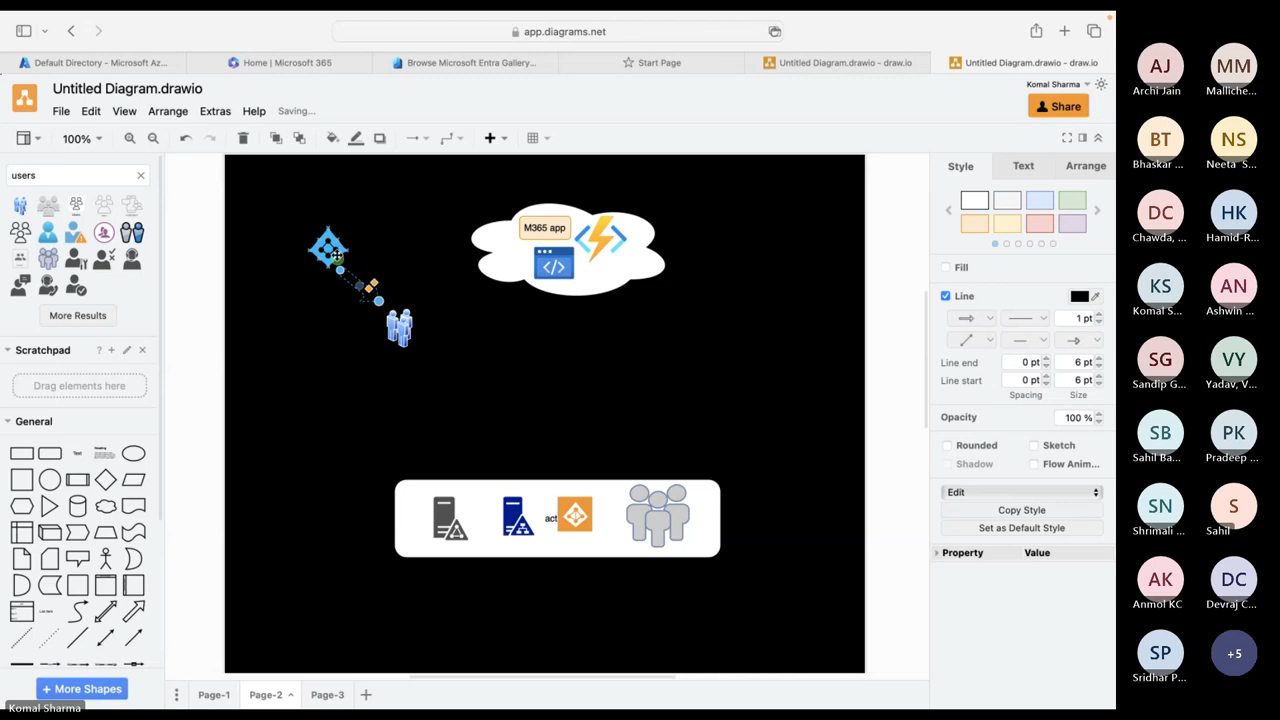 app.diagrams.net
Default Directory - Microsoft Az...
Home | Microsoft 365
Browse Microsoft Entra Gallery...
Start Page
Untitled Diagram.drawio - draw.io
Untitled Diagram.drawio - draw.io
Untitled Diagram.drawio
Komal Sharma
File Edit View Arrange Extras Help Saving...
Share
100%
users
More Results
Scratchpad
Drag elements here
General
Text
Heading
List Item
+ More Shapes
M365 app
</>
act
Style Text Arrange
Fill
Line
1 pt
Line end 0 pt 6 pt
Line start 0 pt 6 pt
Spacing Size
Opacity 100 %
Rounded Sketch
Shadow Flow Anim...
Edit
Copy Style
Set as Default Style
Property Value
Page-1 Page-2 Page-3
Komal Sharma
AJ MM
Archi Jain Malliche...
BT NS
Bhaskar ... Neeta S...
DC HK
Chawda, ... Hamid-R...
KS AN
Komal S... Ashwin ...
SG VY
Sandip G... Yadav, V...
SB PK
Sahil Ba... Pradeep ...
SN S
Shrimali ... Sahil
AK DC
Anmol KC Devraj C...
SP +5
Sridhar P...